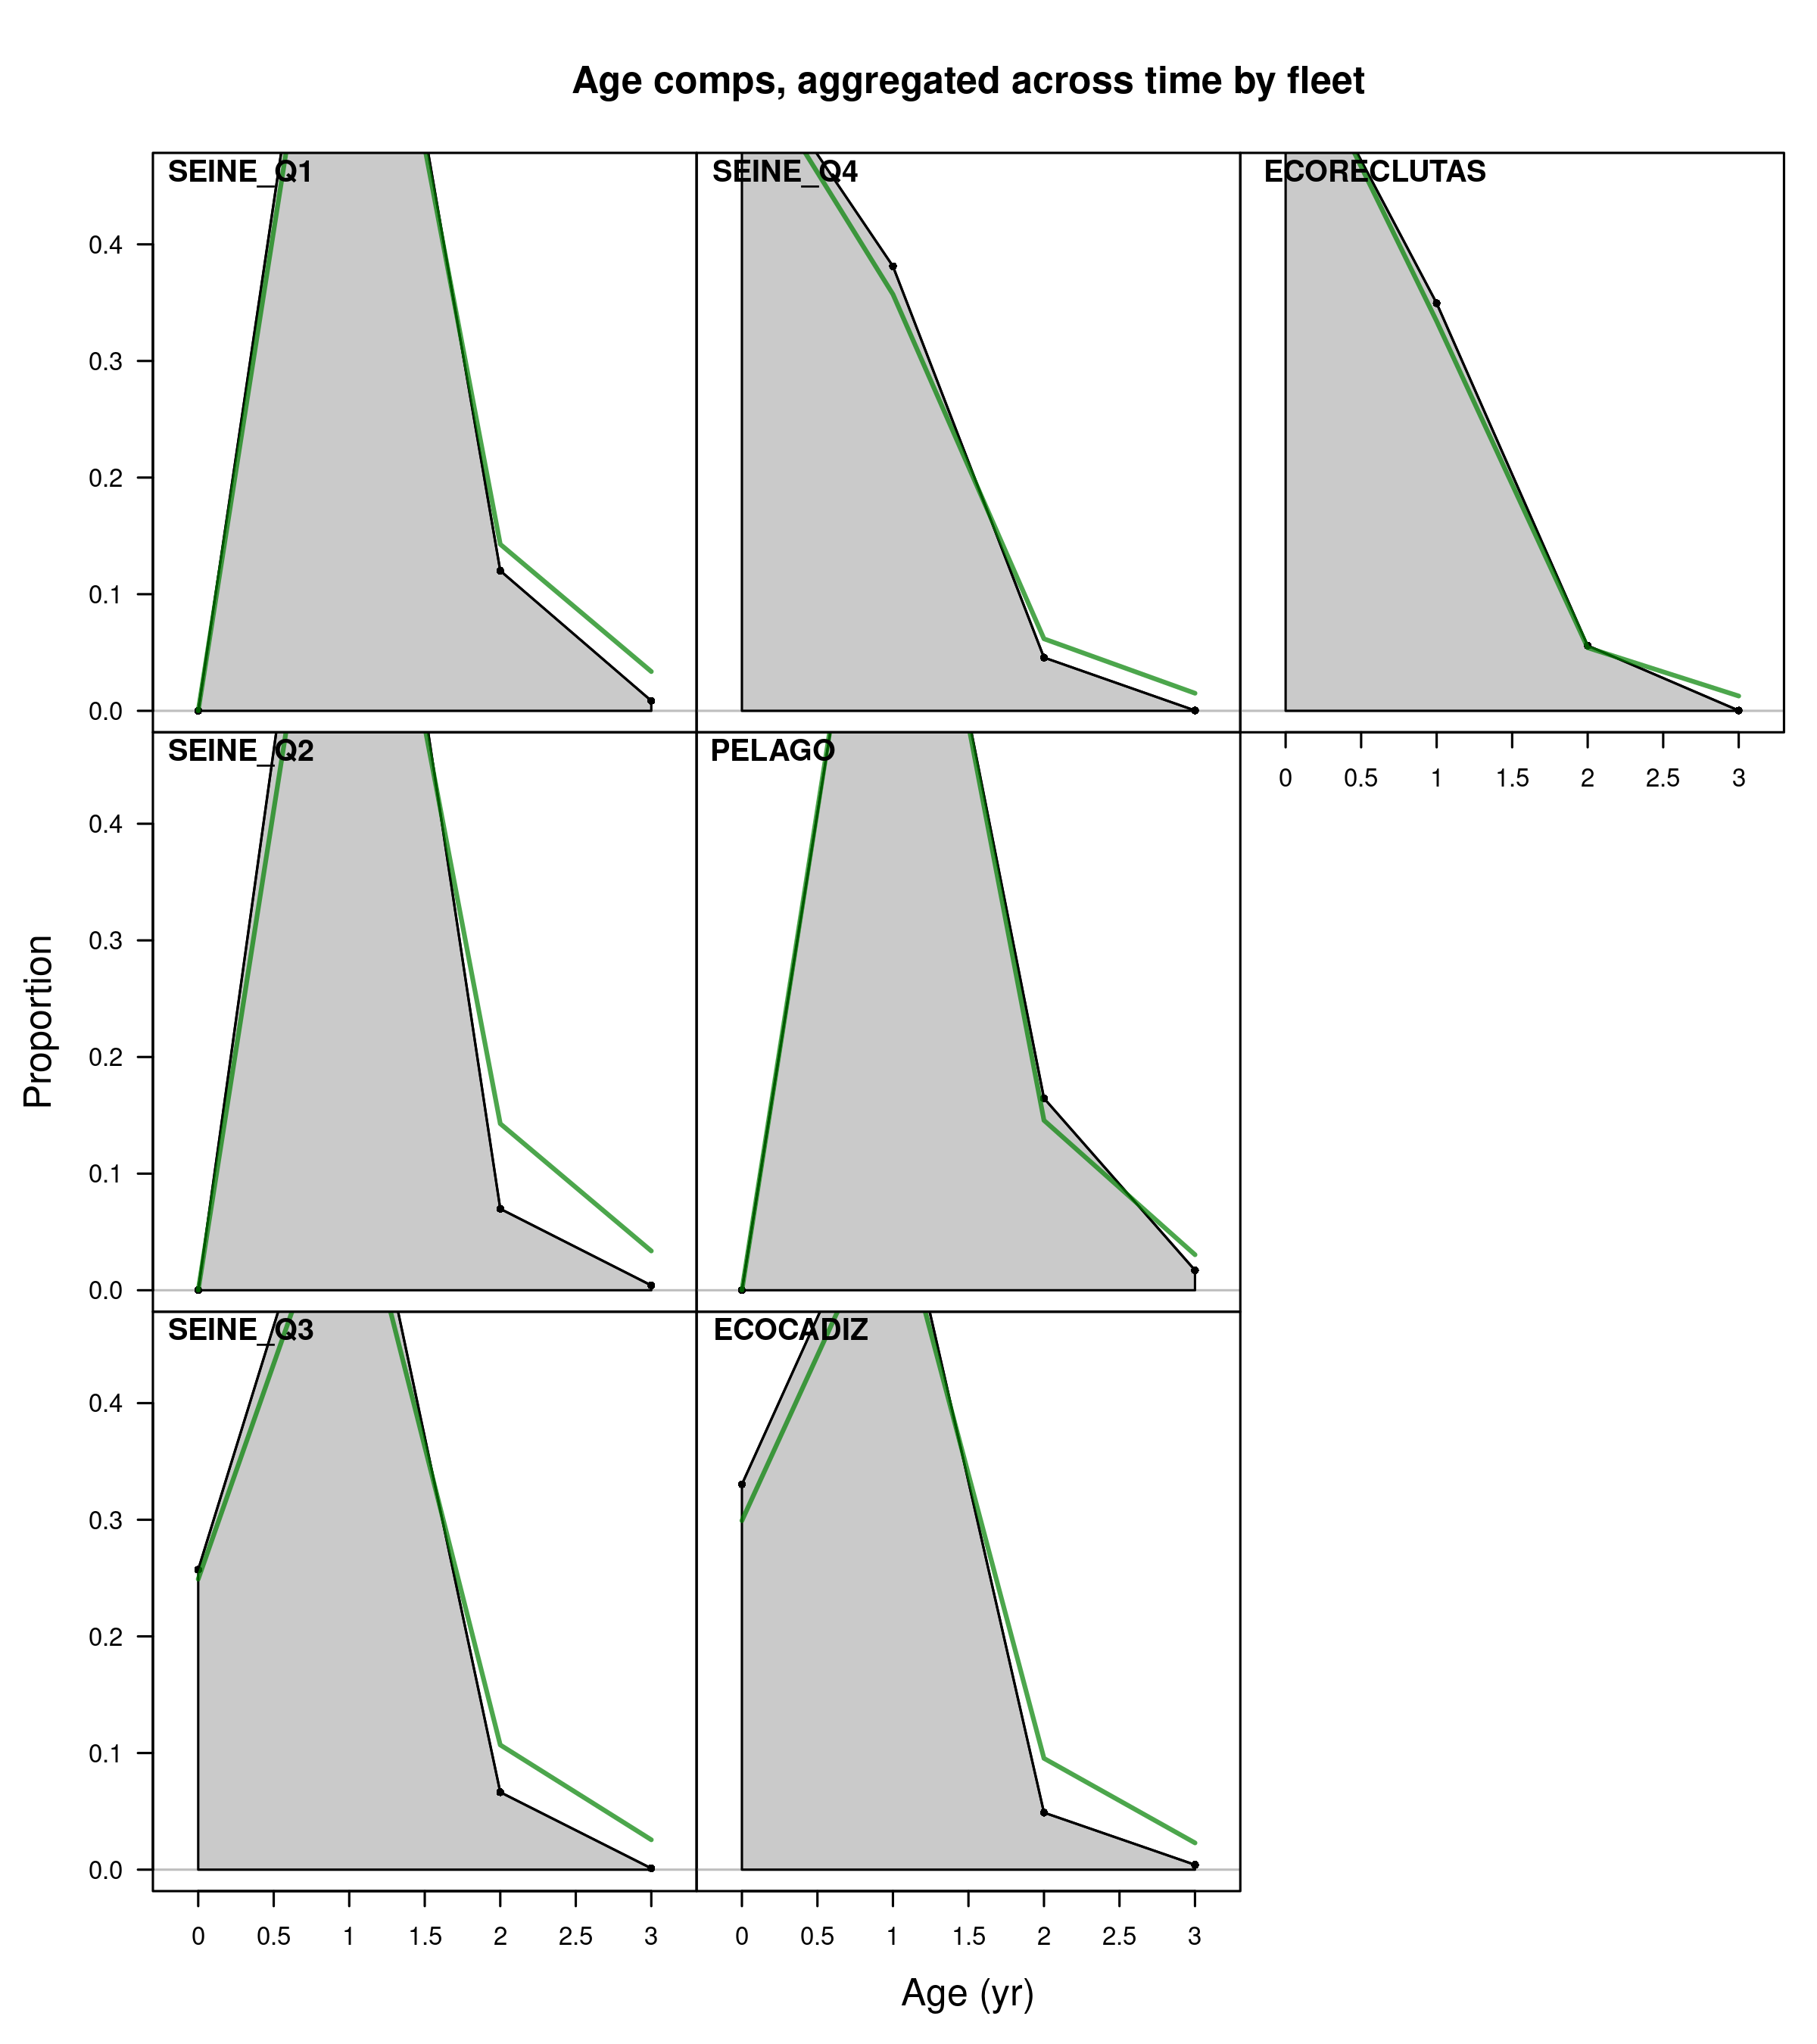 Age comps, aggregated across time by fleet
SEINE_Q1
SEINE_Q4
ECORECLUTAS
0.4
0.3
0.2
0.1
0.0
0 0.5 1 1.5 2 2.5 3
SEINE_Q2
PELAGO
0.4
0.3
0.2
0.1
0.0
Proportion
SEINE_Q3
ECOCADIZ
0.4
0.3
0.2
0.1
0.0
0 0.5 1 1.5 2 2.5 3
0 0.5 1 1.5 2 2.5 3
Age (yr)